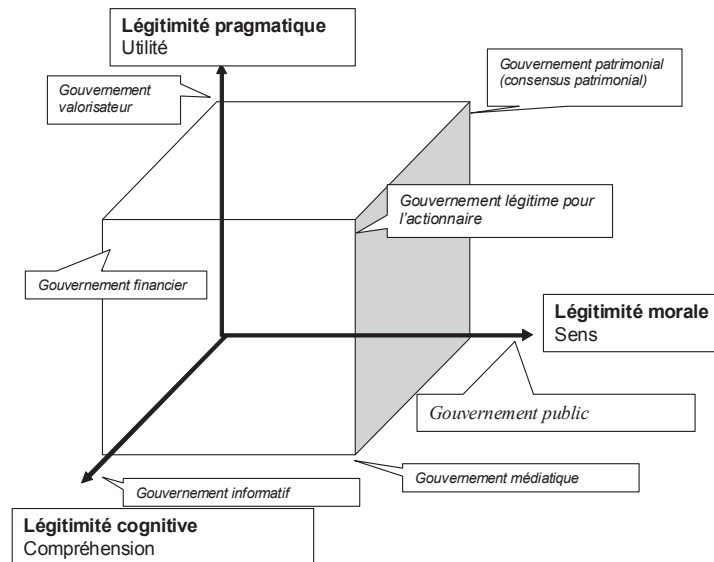 Légitimité pragmatique
Utilité
Gouvernement
valorisateur
Gouvernement patrimonial
(consensus patrimonial)
Gouvernement légitime pour
l'actionnaire
Gouvernement financier
Légitimité morale
Sens
Gouvernement public
Gouvernement médiatique
Gouvernement informatif
Légitimité cognitive
Compréhension